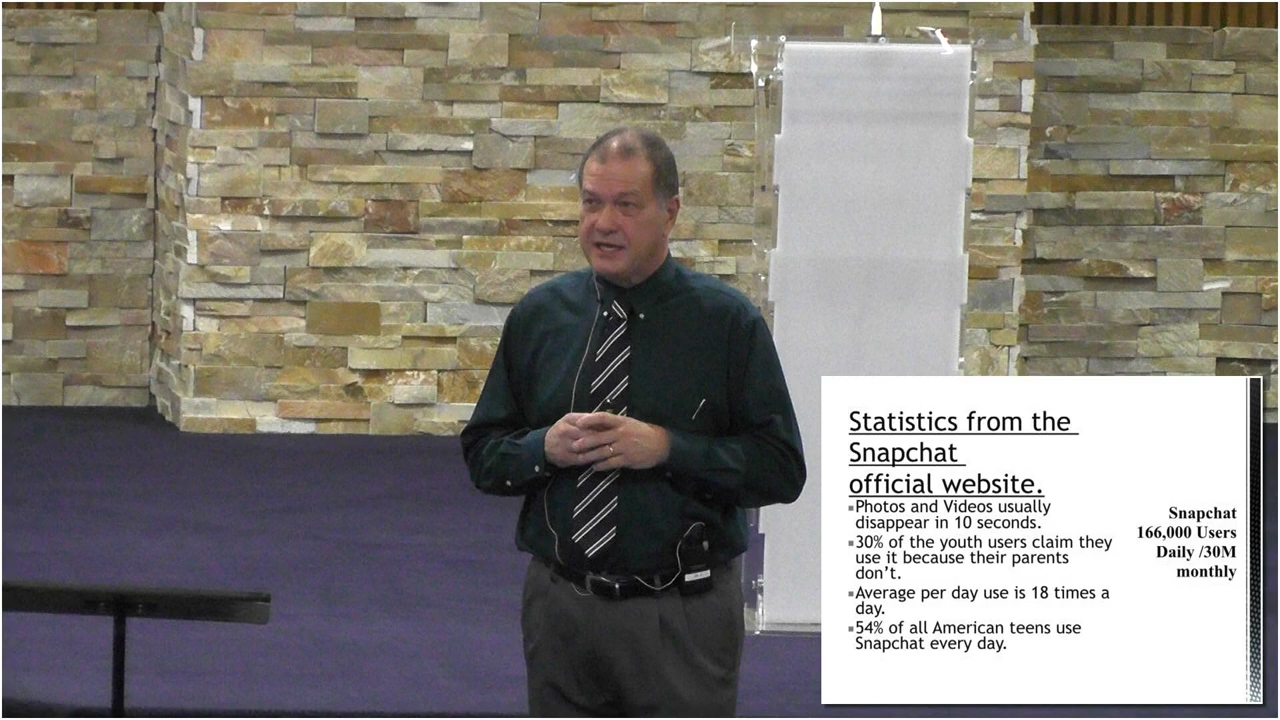 Statistics from the
Snapchat
official website.
Photos and Videos usually
disappear in 10 seconds.
30% of the youth users claim they
use it because their parents
don't.
Average per day use is 18 times a
day.
54% of all American teens use
Snapchat every day.
Snapchat
166,000 Users
Daily /30M
monthly